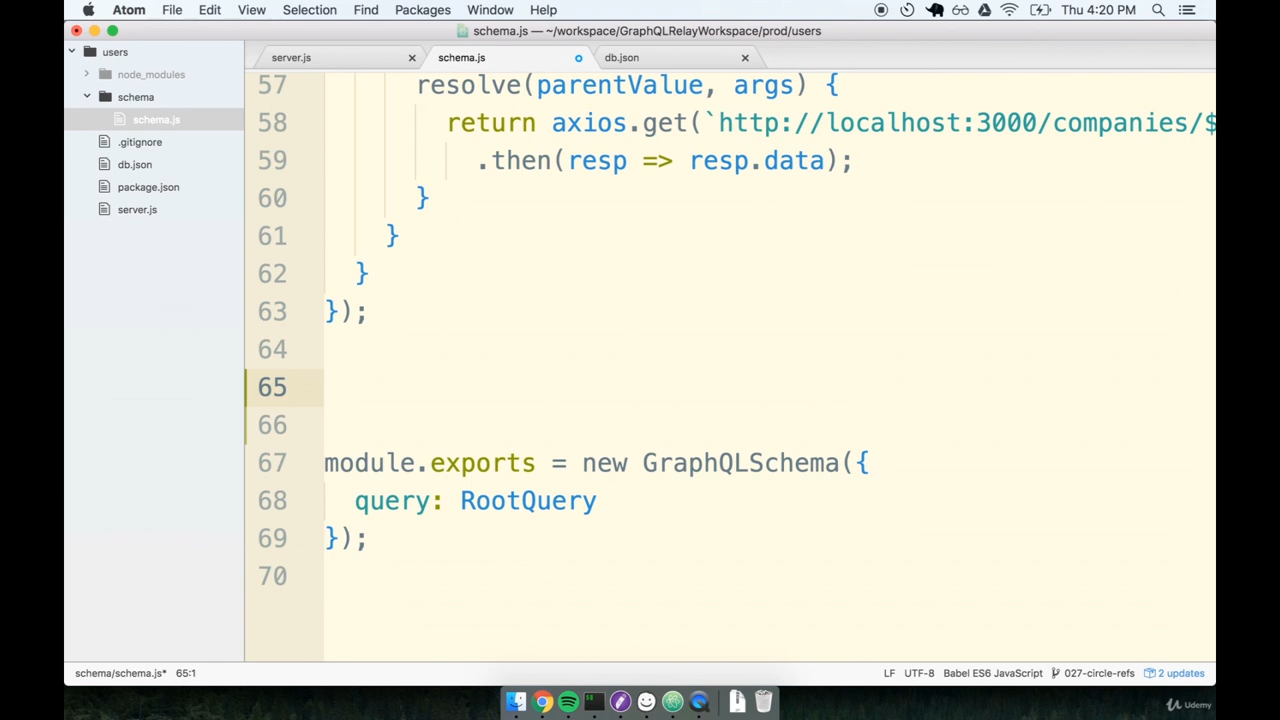 Atom File Edit View Selection Find Packages Window Help Thu 4:20 PM
schema.js — ~/workspace/GraphQLRelayWorkspace/prod/users
users
node_modules
schema
schema.js
.gitignore
db.json
package.json
server.js
server.js schema.js db.json
57 resolve(parentValue, args) {
58 return axios.get(`http://localhost:3000/companies/$
59 .then(resp => resp.data);
60 }
61 }
62 }
63 });
64
65
66
67 module.exports = new GraphQLSchema({
68 query: RootQuery
69 });
70
schema/schema.js* 65:1 LF UTF-8 Babel ES6 JavaScript 027-circle-refs 2 updates
Udemy